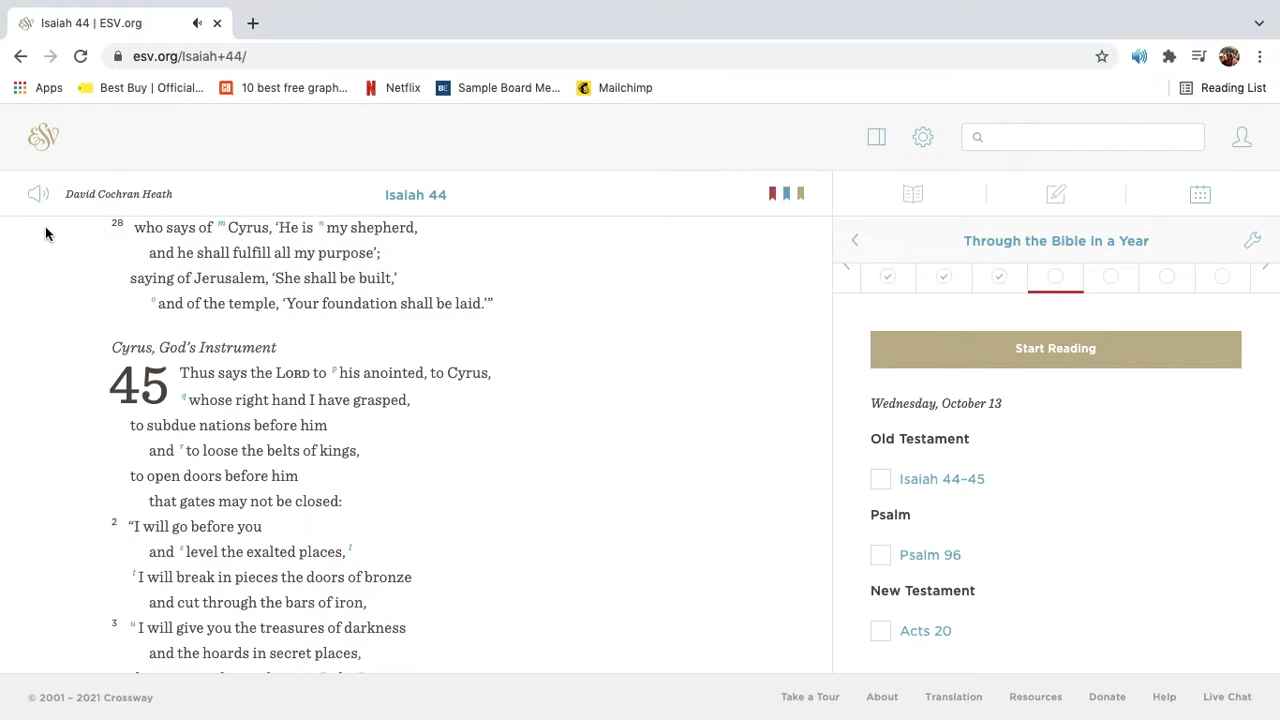 Isaiah 44 | ESV.org
esv.org/Isaiah+44/
Apps
Best Buy | Official...
10 best free graph...
Netflix
Sample Board Me...
Mailchimp
Reading List
ESV
David Cochran Heath
Isaiah 44
28 who says of m Cyrus, ‘He is n my shepherd,
and he shall fulfill all my purpose’;
saying of Jerusalem, ‘She shall be built,’
o and of the temple, ‘Your foundation shall be laid.’”
Cyrus, God’s Instrument
45 Thus says the LORD to p his anointed, to Cyrus,
q whose right hand I have grasped,
to subdue nations before him
and r to loose the belts of kings,
to open doors before him
that gates may not be closed:
2 “I will go before you
and s level the exalted places, 1
t I will break in pieces the doors of bronze
and cut through the bars of iron,
3 u I will give you the treasures of darkness
and the hoards in secret places,
Through the Bible in a Year
Start Reading
Wednesday, October 13
Old Testament
Isaiah 44–45
Psalm
Psalm 96
New Testament
Acts 20
© 2001 – 2021 Crossway
Take a Tour
About
Translation
Resources
Donate
Help
Live Chat